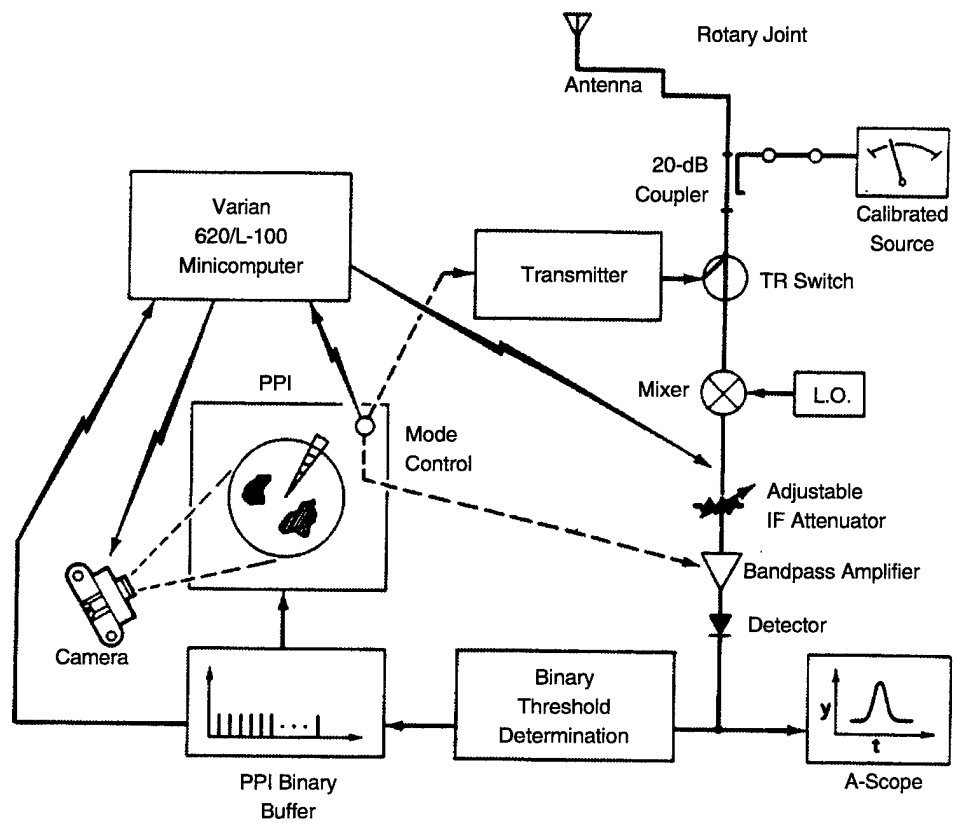 Rotary Joint
Antenna
20-dB
Coupler
Calibrated
Source
Varian
620/L-100
Minicomputer
Transmitter
TR Switch
PPI
Mixer
L.O.
Mode
Control
Adjustable
IF Attenuator
Bandpass Amplifier
Detector
Camera
Binary
Threshold
Determination
y
t
PPI Binary
Buffer
A-Scope